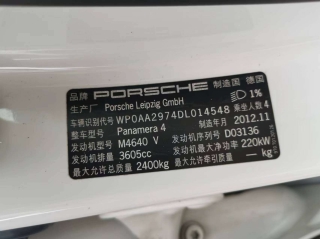 品牌 PORSCHE 制造国 德国
生产厂 Porsche Leipzig GmbH 1%
车辆识别代号 WP0AA2974DL014548 乘坐人数 4
整车型号 Panamera 4 制造年月 2012.11
发动机型号 M4640 V 发动机序列号 D03136
发动机排量 3605cc 发动机最大净功率 220kW
最大允许总质量 2400kg 最大允许牵引质量 — kg